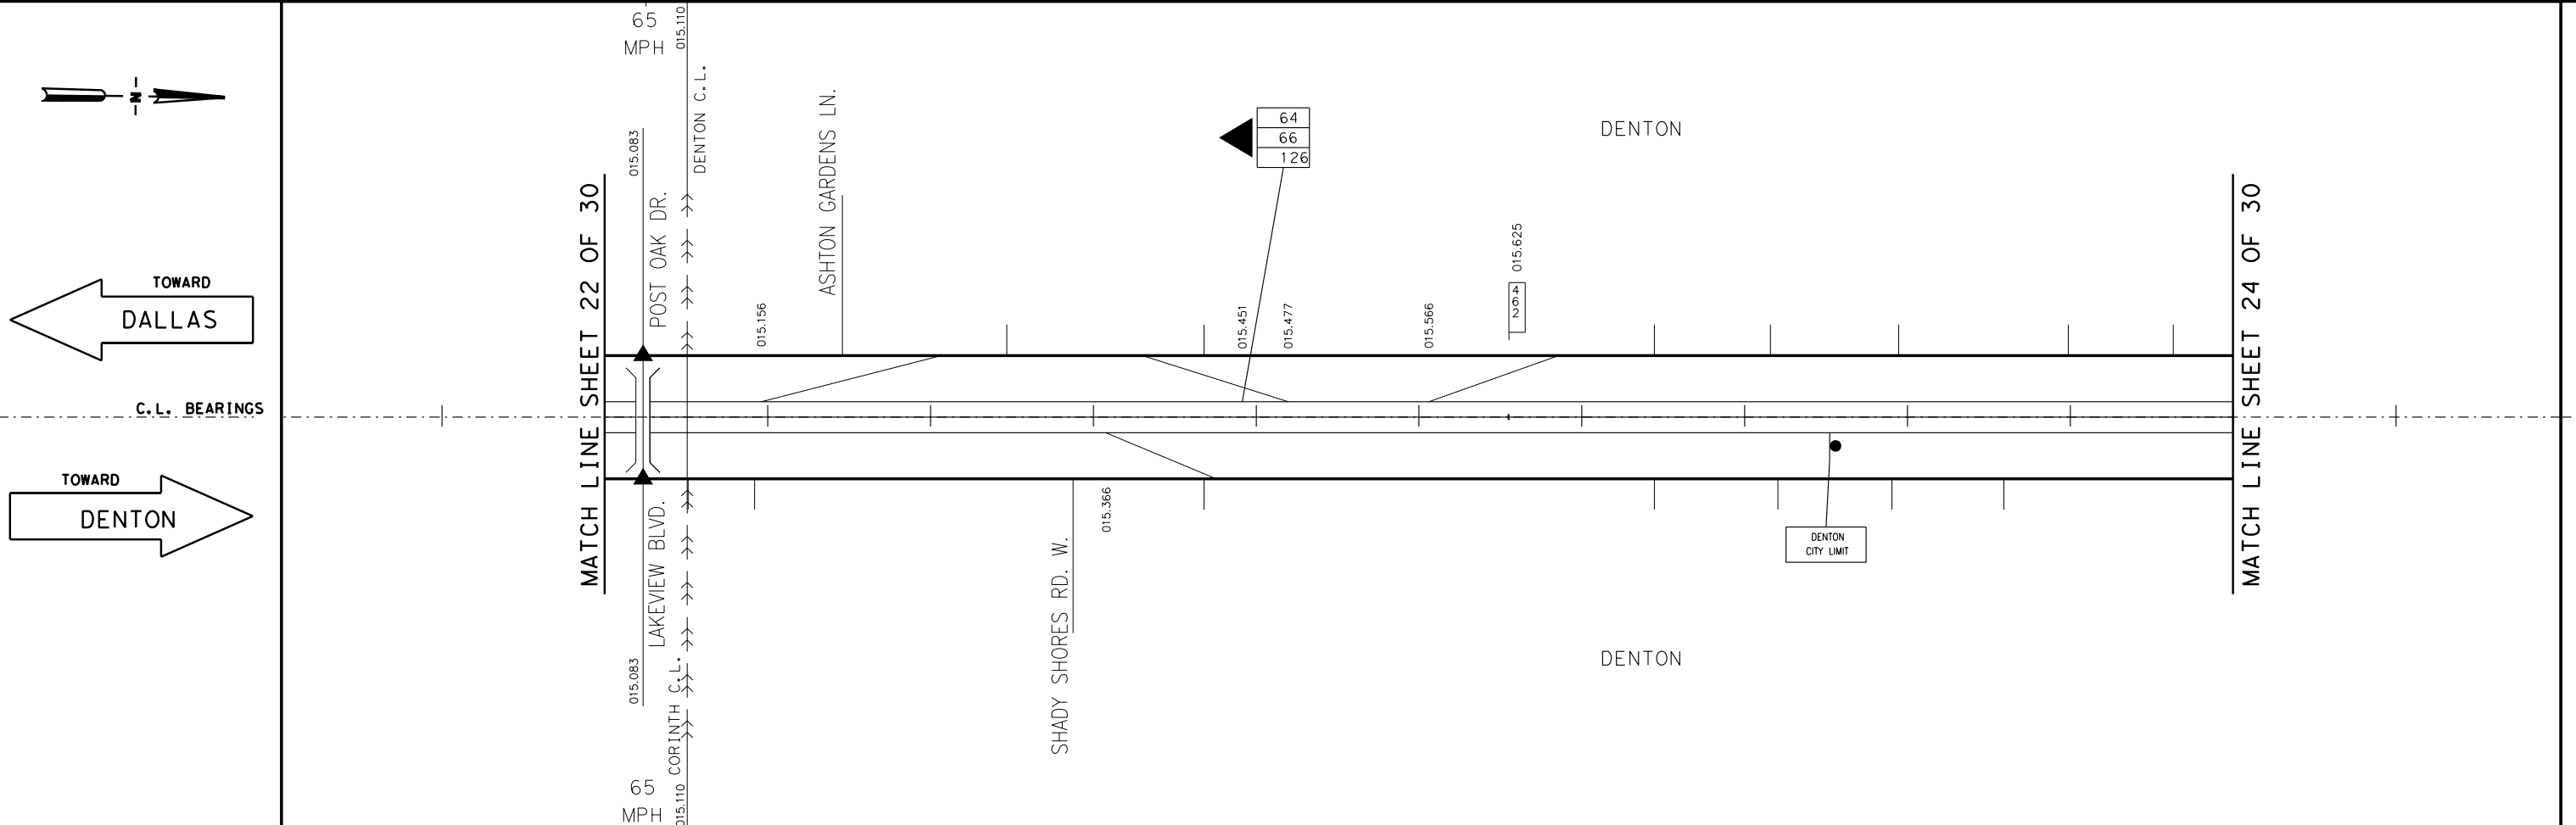 N
TOWARD
DALLAS
C.L. BEARINGS
TOWARD
DENTON
65
MPH
015.110
DENTON C.L.
015.083
POST OAK DR.
MATCH LINE SHEET 22 OF 30
ASHTON GARDENS LN.
015.156
64
66
126
015.451
015.477
015.566
462
015.625
DENTON
MATCH LINE SHEET 24 OF 30
LAKEVIEW BLVD.
015.083
CORINTH C.L.
015.110
65
MPH
SHADY SHORES RD. W.
015.366
DENTON
CITY LIMIT
DENTON